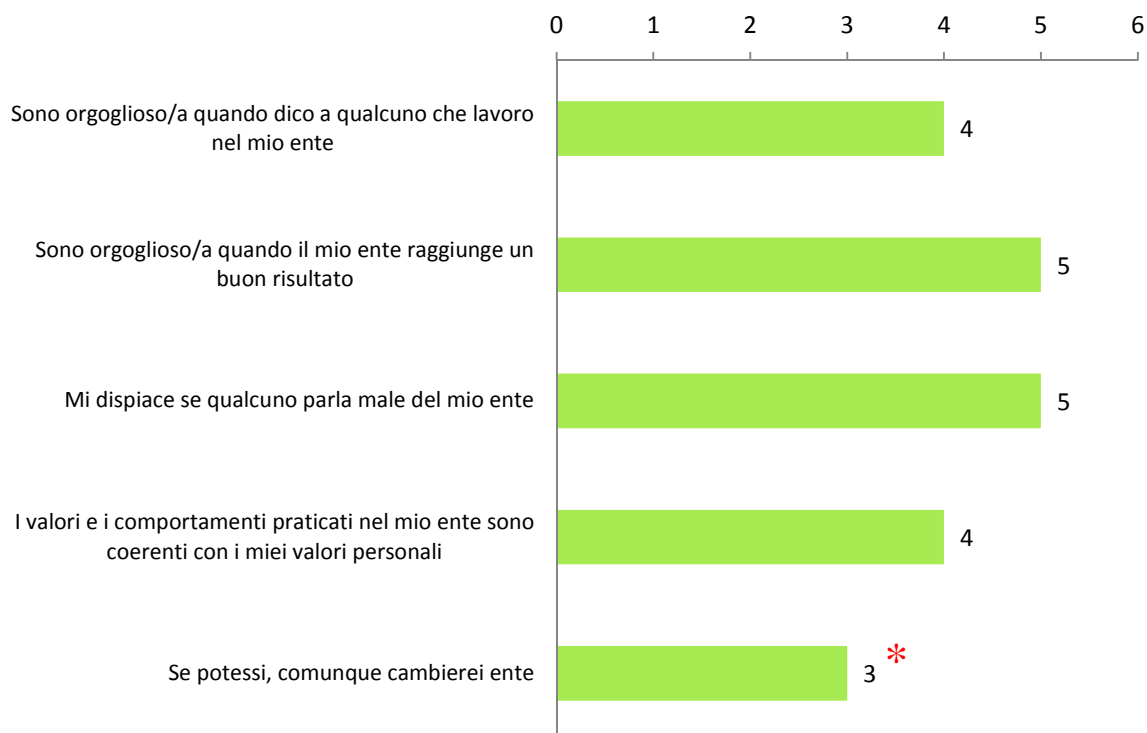 0 1 2 3 4 5 6
Sono orgoglioso/a quando dico a qualcuno che lavoro
nel mio ente
4
Sono orgoglioso/a quando il mio ente raggiunge un
buon risultato
5
Mi dispiace se qualcuno parla male del mio ente
5
I valori e i comportamenti praticati nel mio ente sono
coerenti con i miei valori personali
4
Se potessi, comunque cambierei ente
3 *